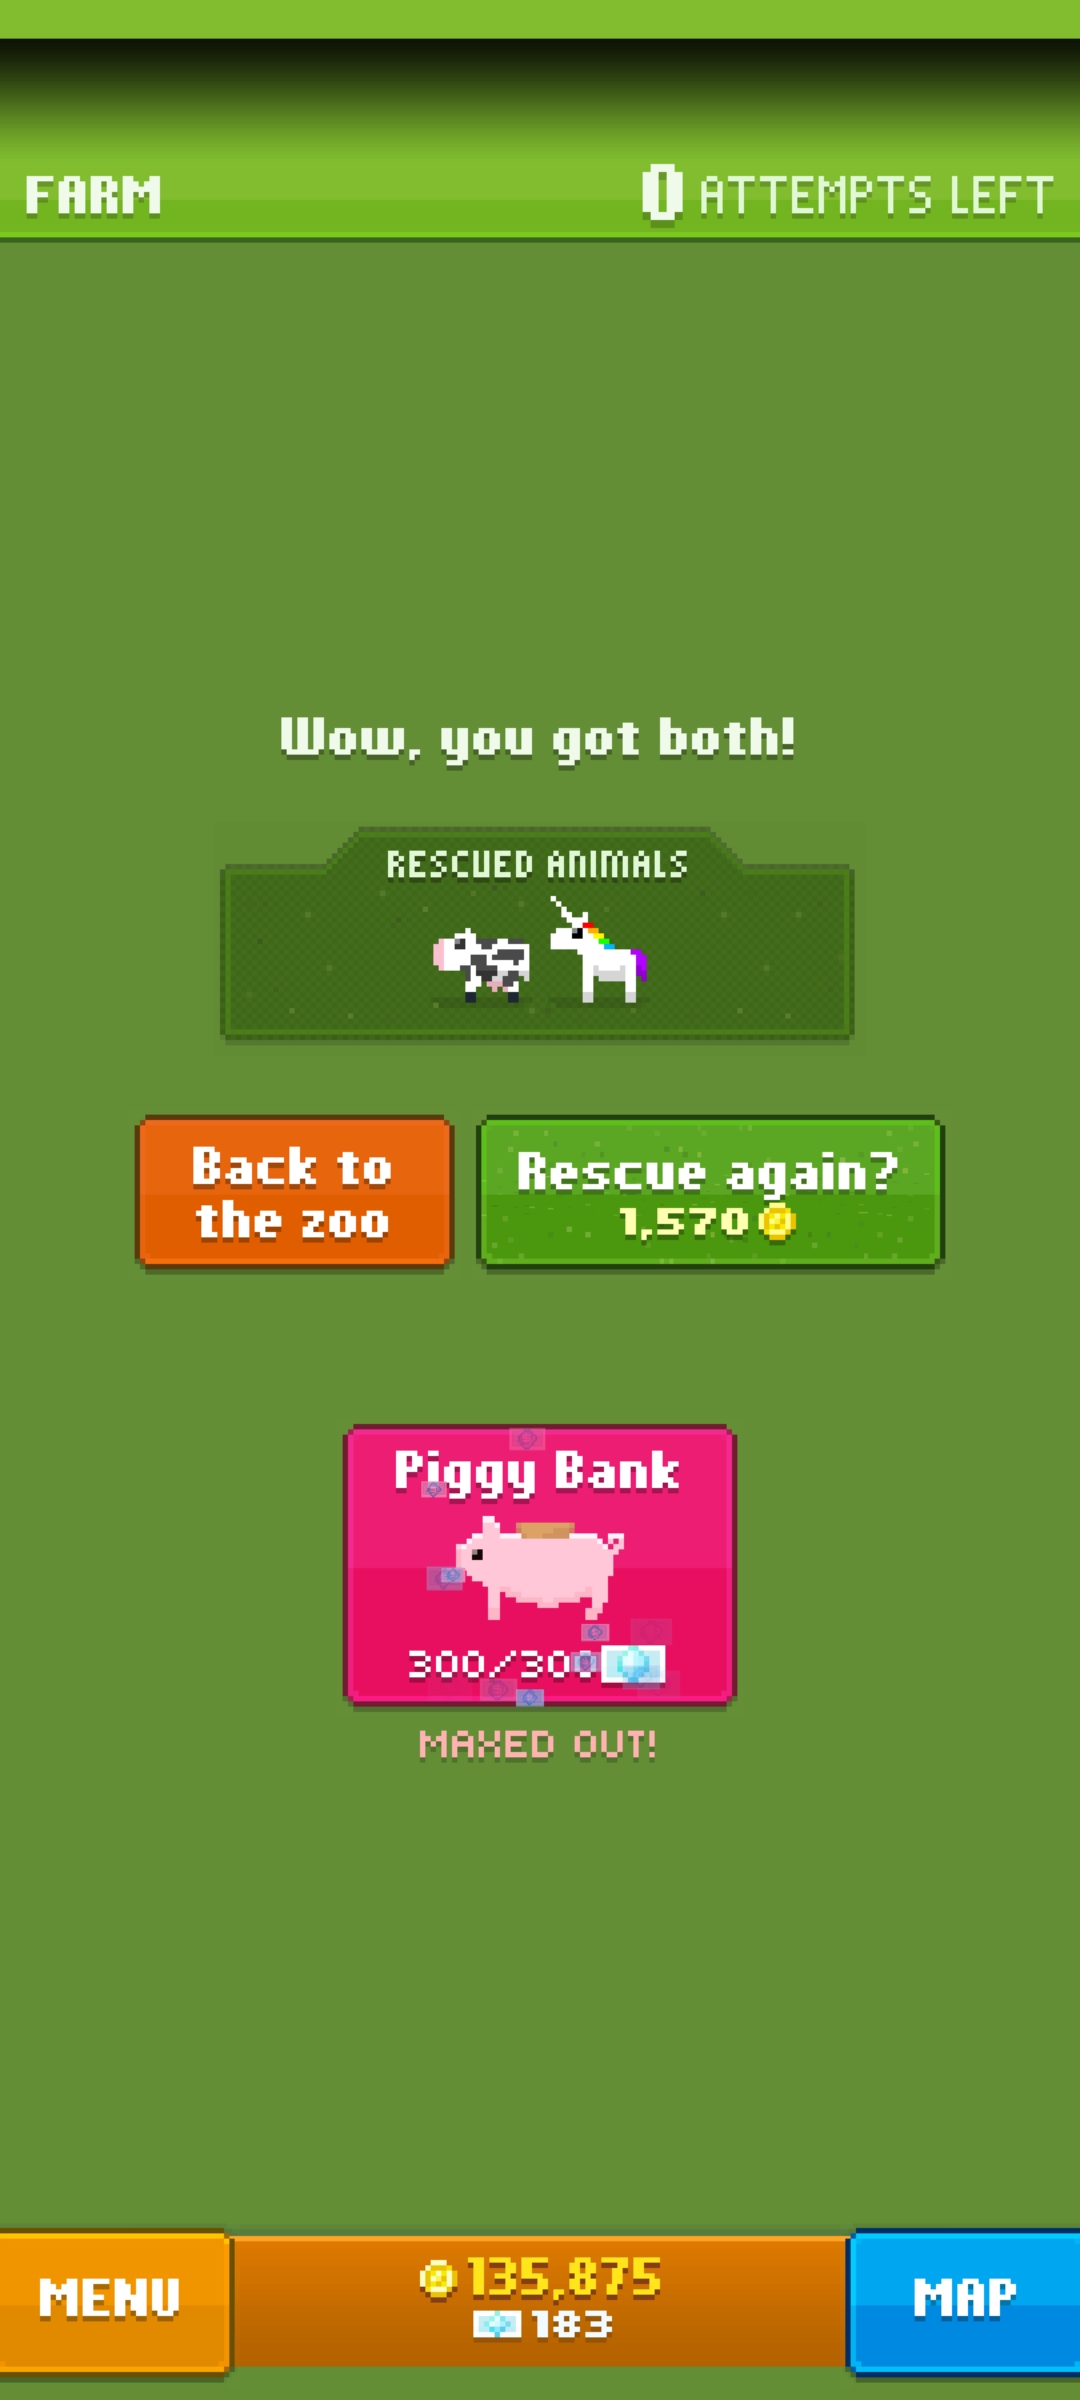 FARM
0 ATTEMPTS LEFT
Wow, you got both!
RESCUED ANIMALS
Back to
the zoo
Rescue again?
1,570
Piggy Bank
300/300
MAXED OUT!
MENU
135,875
183
MAP